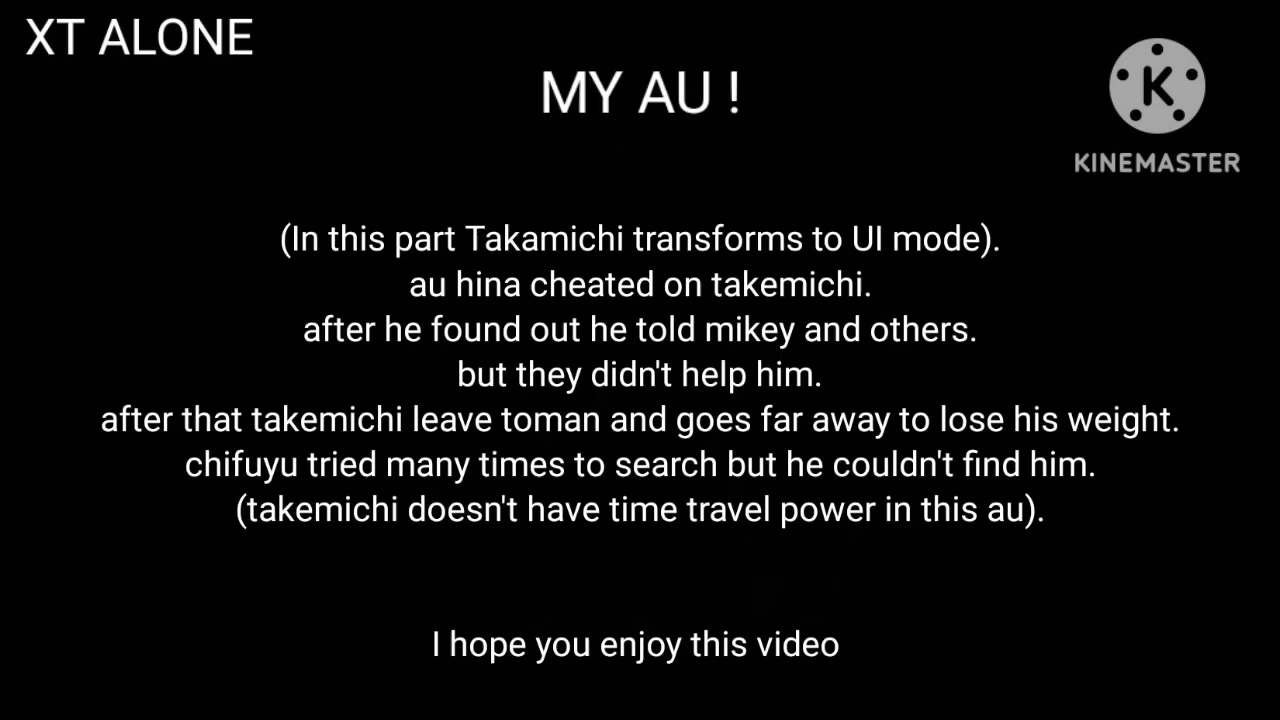 XT ALONE
MY AU !
K
KINEMASTER
(In this part Takamichi transforms to UI mode).
au hina cheated on takemichi.
after he found out he told mikey and others.
but they didn't help him.
after that takemichi leave toman and goes far away to lose his weight.
chifuyu tried many times to search but he couldn't find him.
(takemichi doesn't have time travel power in this au).
I hope you enjoy this video